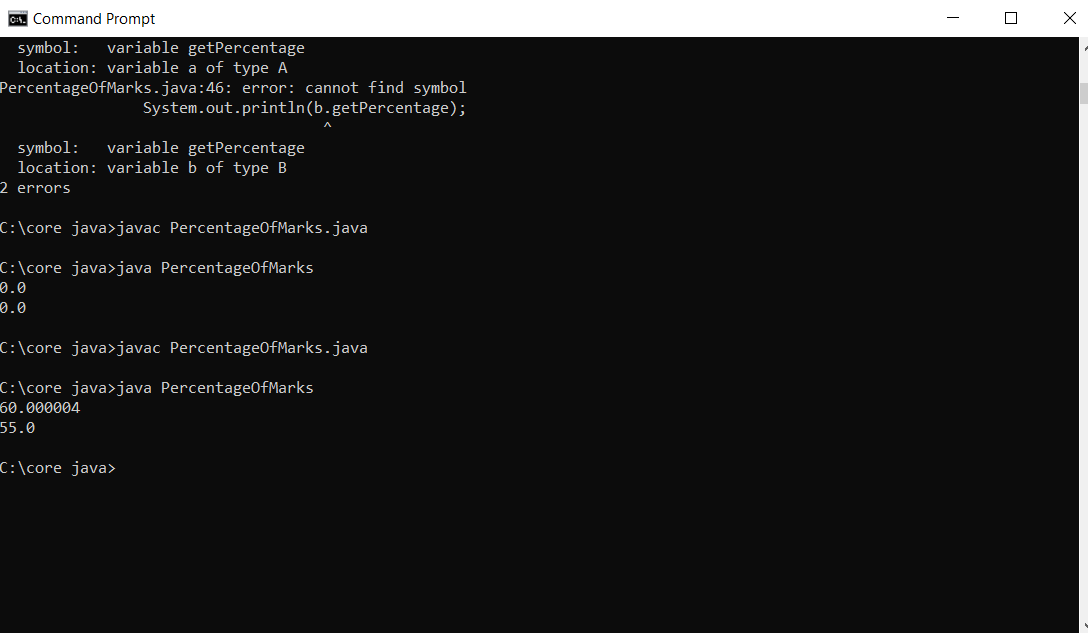 Command Prompt
symbol:   variable getPercentage
location: variable a of type A
PercentageOfMarks.java:46: error: cannot find symbol
System.out.println(b.getPercentage);
^
symbol:   variable getPercentage
location: variable b of type B
2 errors
C:\core java>javac PercentageOfMarks.java
C:\core java>java PercentageOfMarks
0.0
0.0
C:\core java>javac PercentageOfMarks.java
C:\core java>java PercentageOfMarks
60.000004
55.0
C:\core java>